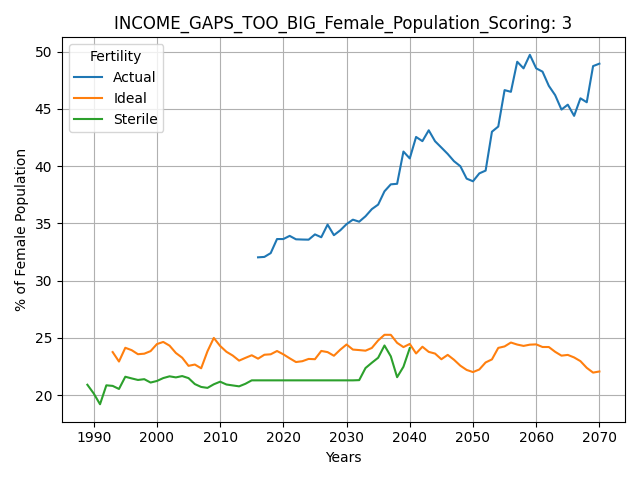 INCOME_GAPS_TOO_BIG_Female_Population_Scoring: 3
Fertility
Actual
Ideal
Sterile
% of Female Population
50
45
40
35
30
25
20
1990 2000 2010 2020 2030 2040 2050 2060 2070
Years